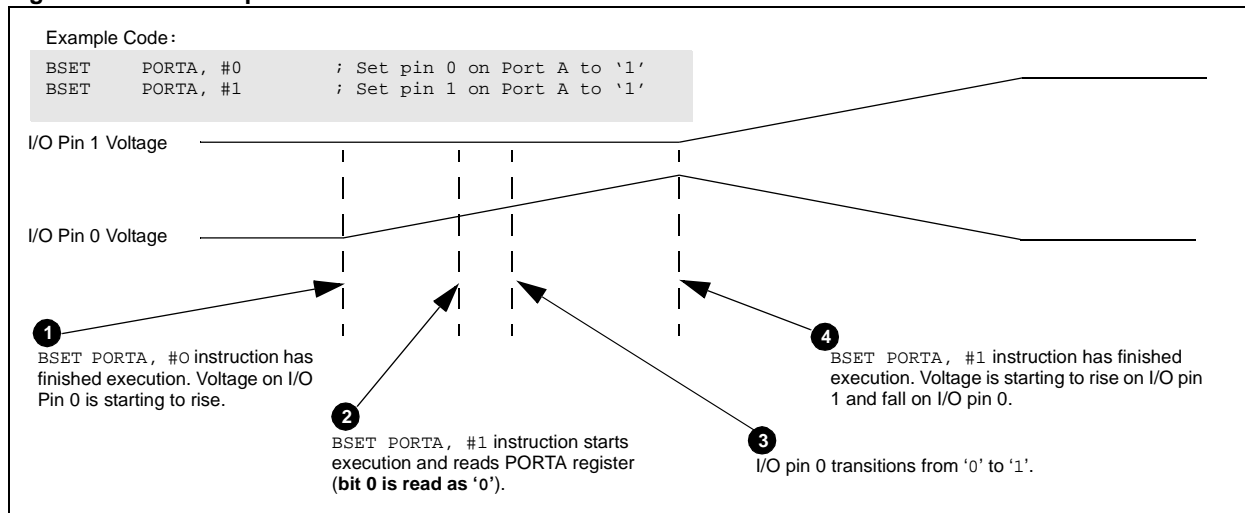 Example Code:
BSET PORTA, #0 ; Set pin 0 on Port A to ‘1’
BSET PORTA, #1 ; Set pin 1 on Port A to ‘1’
I/O Pin 1 Voltage
I/O Pin 0 Voltage
1
BSET PORTA, #0 instruction has
finished execution. Voltage on I/O
Pin 0 is starting to rise.
2
BSET PORTA, #1 instruction starts
execution and reads PORTA register
(bit 0 is read as ‘0’).
3
I/O pin 0 transitions from ‘0’ to ‘1’.
4
BSET PORTA, #1 instruction has finished
execution. Voltage is starting to rise on I/O pin
1 and fall on I/O pin 0.